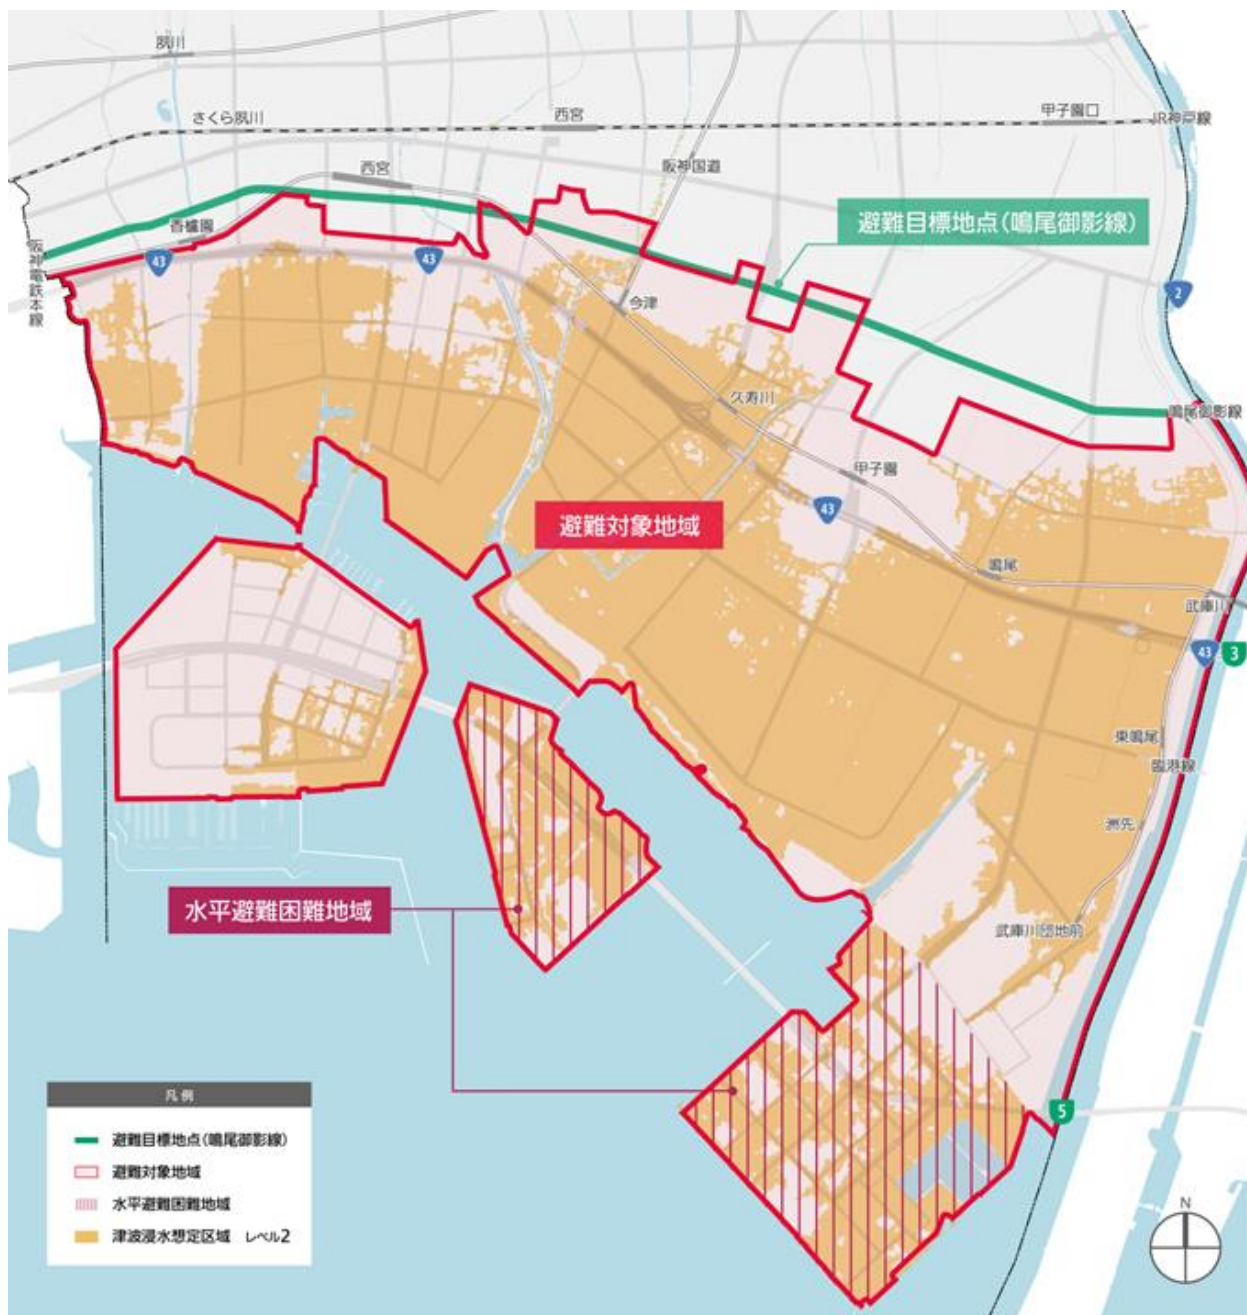 夙川
さくら夙川
西宮
甲子園口
JR神戸線
西宮
阪神国道
香櫨園
避難目標地点(鳴尾御影線)
阪神電鉄本線
43
43
2
今津
久寿川
鳴尾御影線
甲子園
43
避難対象地域
鳴尾
武庫川
43
3
東鳴尾
臨港線
洲先
水平避難困難地域
武庫川団地前
5
凡例
避難目標地点(鳴尾御影線)
避難対象地域
水平避難困難地域
津波浸水想定区域 レベル2
N